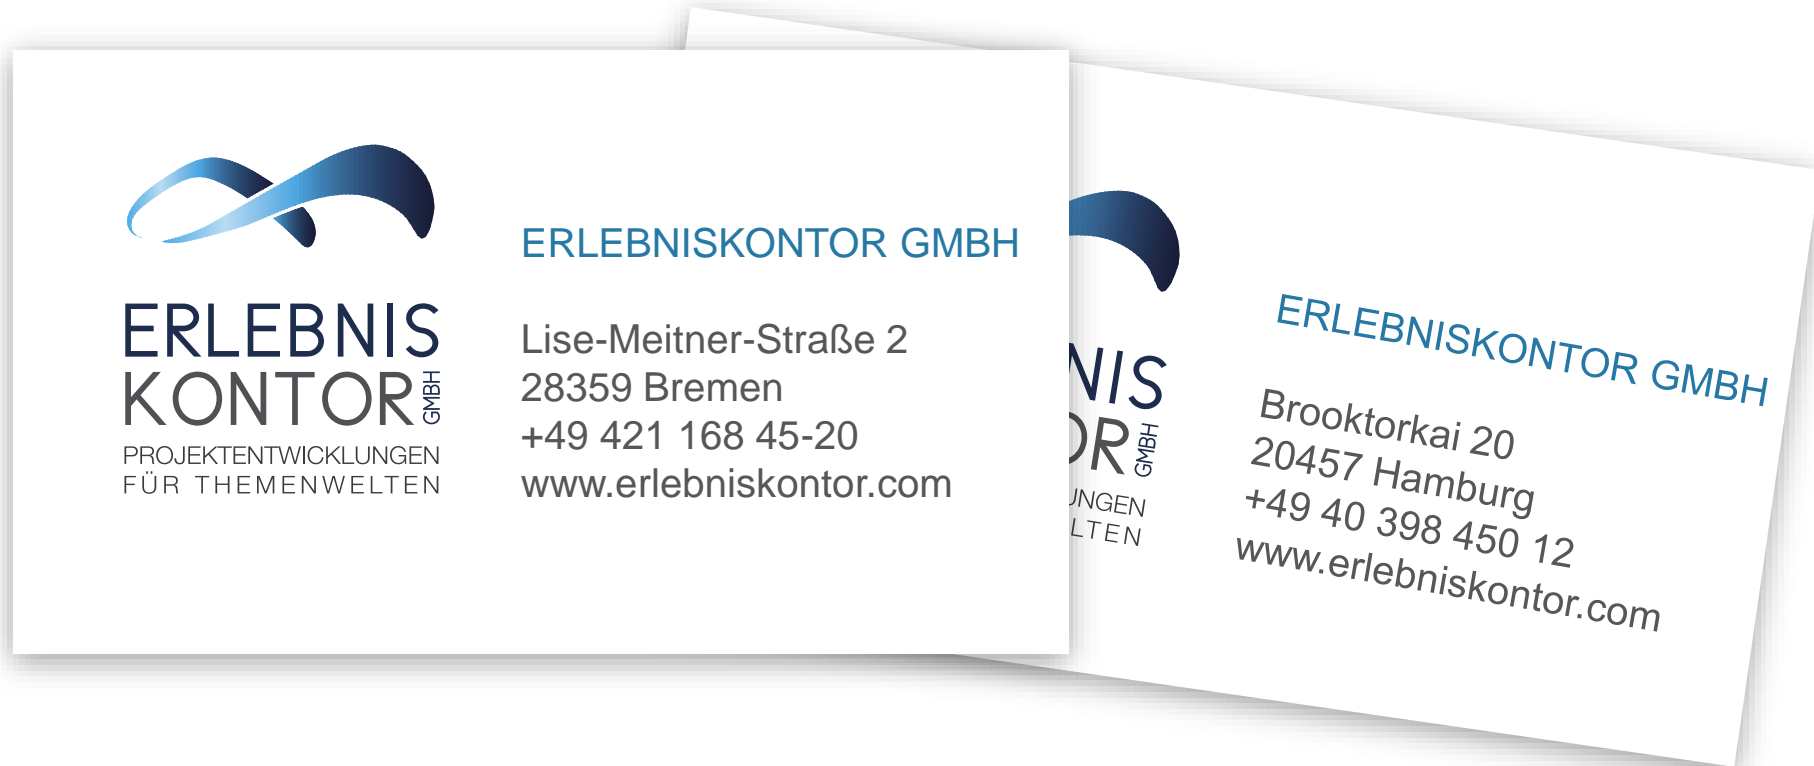 ERLEBNIS
KONTOR GMBH
PROJEKTENTWICKLUNGEN
FÜR THEMENWELTEN
ERLEBNISKONTOR GMBH
Lise-Meitner-Straße 2
28359 Bremen
+49 421 168 45-20
www.erlebniskontor.com
NIS
OR GMBH
UNGEN
LTEN
ERLEBNISKONTOR GMBH
Brooktorkai 20
20457 Hamburg
+49 40 398 450 12
www.erlebniskontor.com